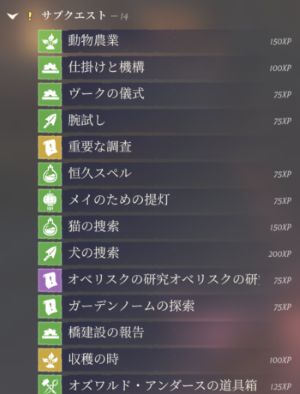 サブクエスト – 14
動物農業 150XP
仕掛けと機構 100XP
ヴークの儀式 75XP
腕試し 75XP
重要な調査
恒久スペル 75XP
メイのための提灯 75XP
猫の捜索 150XP
犬の捜索 200XP
オベリスクの研究オベリスクの研
ガーデンノームの探索 75XP
橋建設の報告
収穫の時 100XP
オズワルド・アンダースの道具箱 125XP